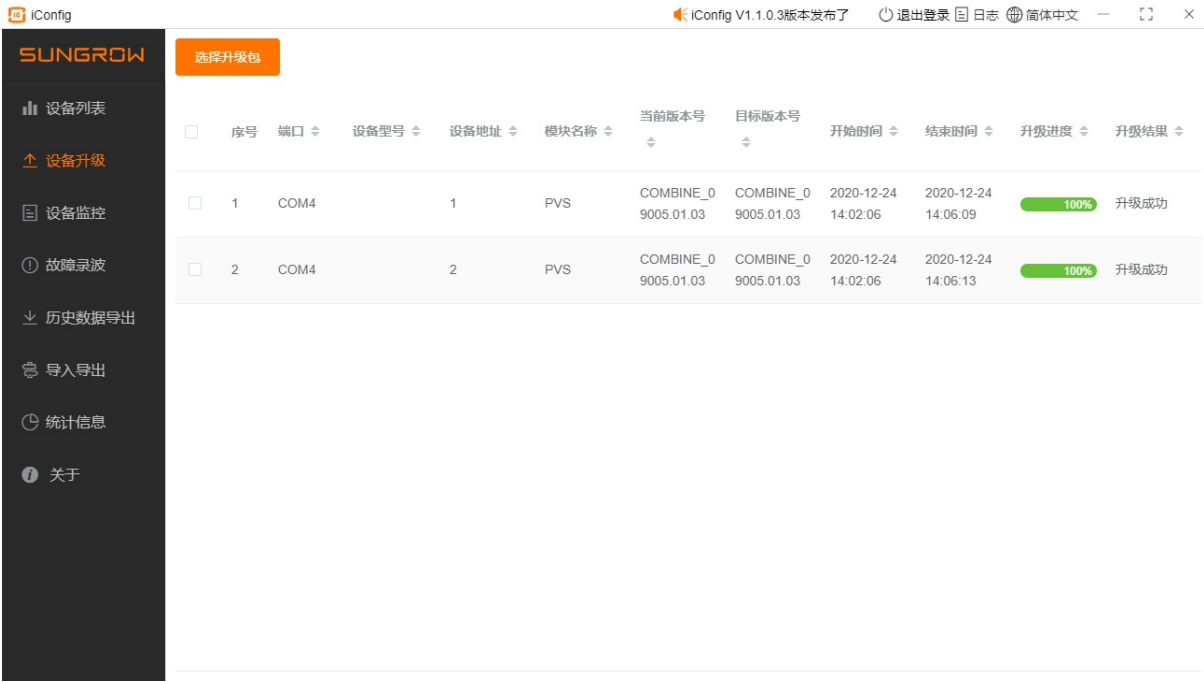 iConfig
iConfig V1.1.0.3版本发布了 退出登录 日志 简体中文
SUNGROW
选择升级包
设备列表
设备升级
设备监控
故障录波
历史数据导出
导入导出
统计信息
关于
序号 端口 设备型号 设备地址 模块名称 当前版本号 目标版本号 开始时间 结束时间 升级进度 升级结果
1 COM4 1 PVS COMBINE_0 COMBINE_0 2020-12-24 2020-12-24 100% 升级成功
9005.01.03 9005.01.03 14:02:06 14:06:09
2 COM4 2 PVS COMBINE_0 COMBINE_0 2020-12-24 2020-12-24 100% 升级成功
9005.01.03 9005.01.03 14:02:06 14:06:13